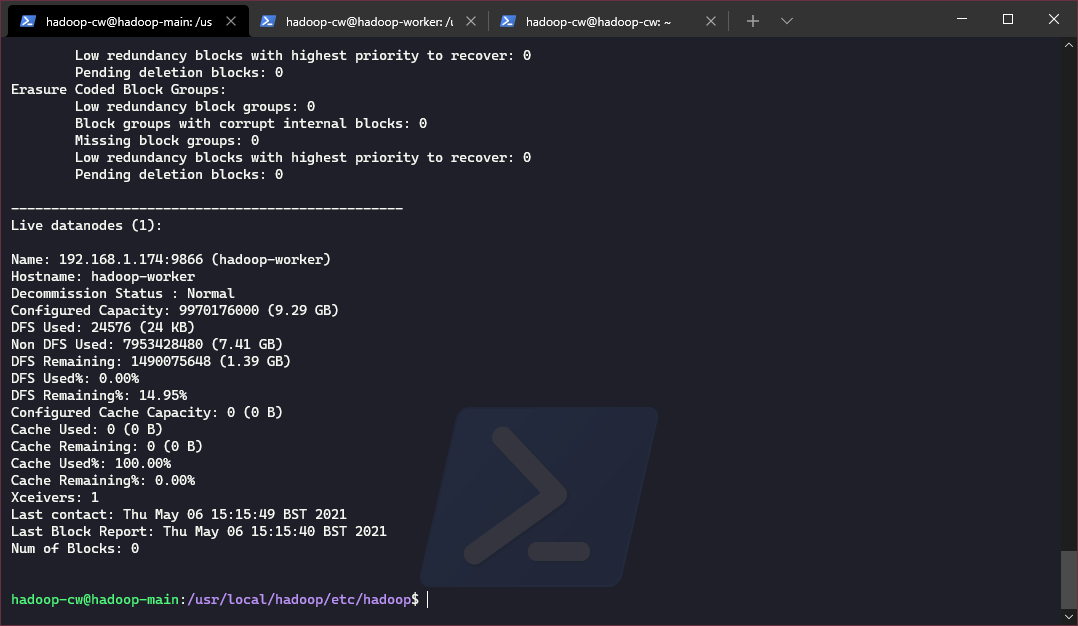 hadoop-cw@hadoop-main: /us
hadoop-cw@hadoop-worker: /u
hadoop-cw@hadoop-cw: ~
Low redundancy blocks with highest priority to recover: 0
Pending deletion blocks: 0
Erasure Coded Block Groups:
Low redundancy block groups: 0
Block groups with corrupt internal blocks: 0
Missing block groups: 0
Low redundancy blocks with highest priority to recover: 0
Pending deletion blocks: 0
-------------------------------------------------
Live datanodes (1):
Name: 192.168.1.174:9866 (hadoop-worker)
Hostname: hadoop-worker
Decommission Status : Normal
Configured Capacity: 9970176000 (9.29 GB)
DFS Used: 24576 (24 KB)
Non DFS Used: 7953428480 (7.41 GB)
DFS Remaining: 1490075648 (1.39 GB)
DFS Used%: 0.00%
DFS Remaining%: 14.95%
Configured Cache Capacity: 0 (0 B)
Cache Used: 0 (0 B)
Cache Remaining: 0 (0 B)
Cache Used%: 100.00%
Cache Remaining%: 0.00%
Xceivers: 1
Last contact: Thu May 06 15:15:49 BST 2021
Last Block Report: Thu May 06 15:15:40 BST 2021
Num of Blocks: 0
hadoop-cw@hadoop-main:/usr/local/hadoop/etc/hadoop$